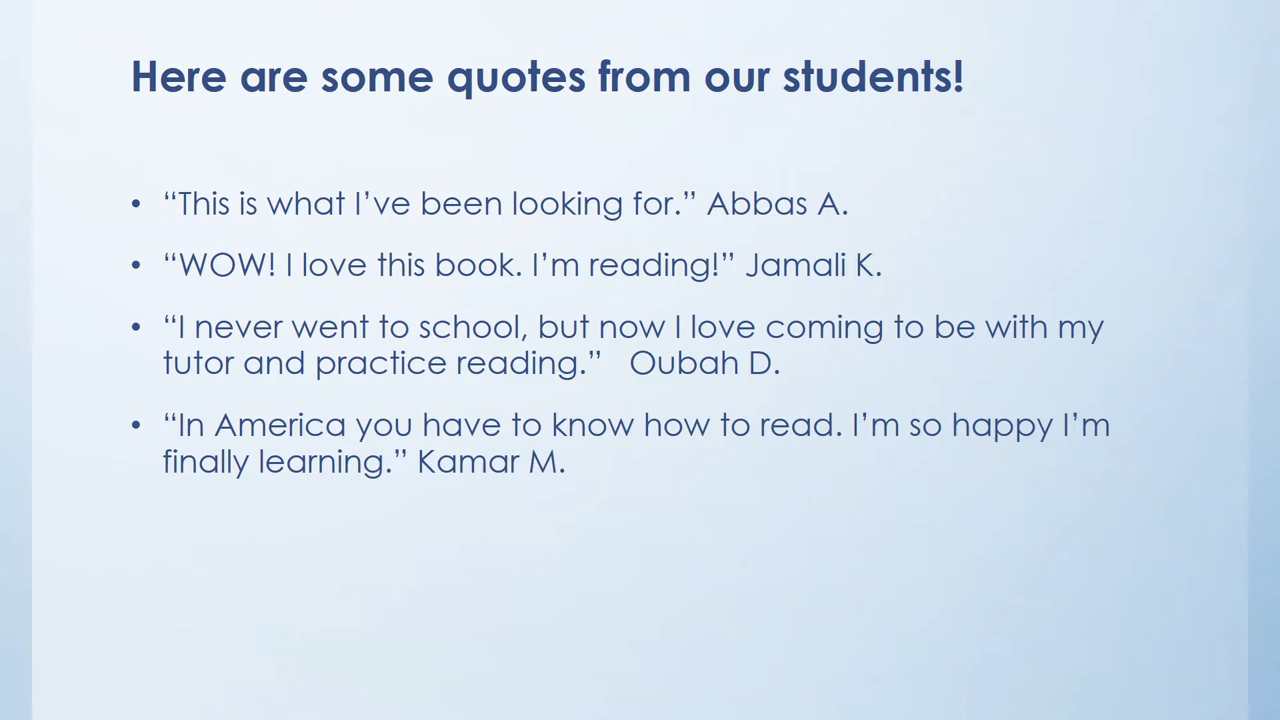 Here are some quotes from our students!
• “This is what I’ve been looking for.” Abbas A.
• “WOW! I love this book. I’m reading!” Jamali K.
• “I never went to school, but now I love coming to be with my
tutor and practice reading.”   Oubah D.
• “In America you have to know how to read. I’m so happy I’m
finally learning.” Kamar M.